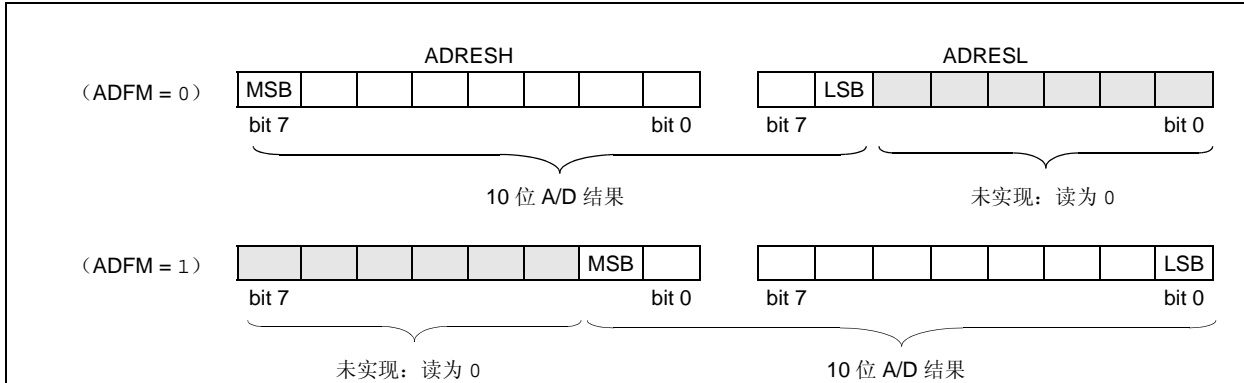 ADRESH ADRESL
（ADFM = 0） MSB LSB
bit 7 bit 0 bit 7 bit 0
10 位 A/D 结果 未实现：读为 0
（ADFM = 1） MSB LSB
bit 7 bit 0 bit 7 bit 0
未实现：读为 0 10 位 A/D 结果